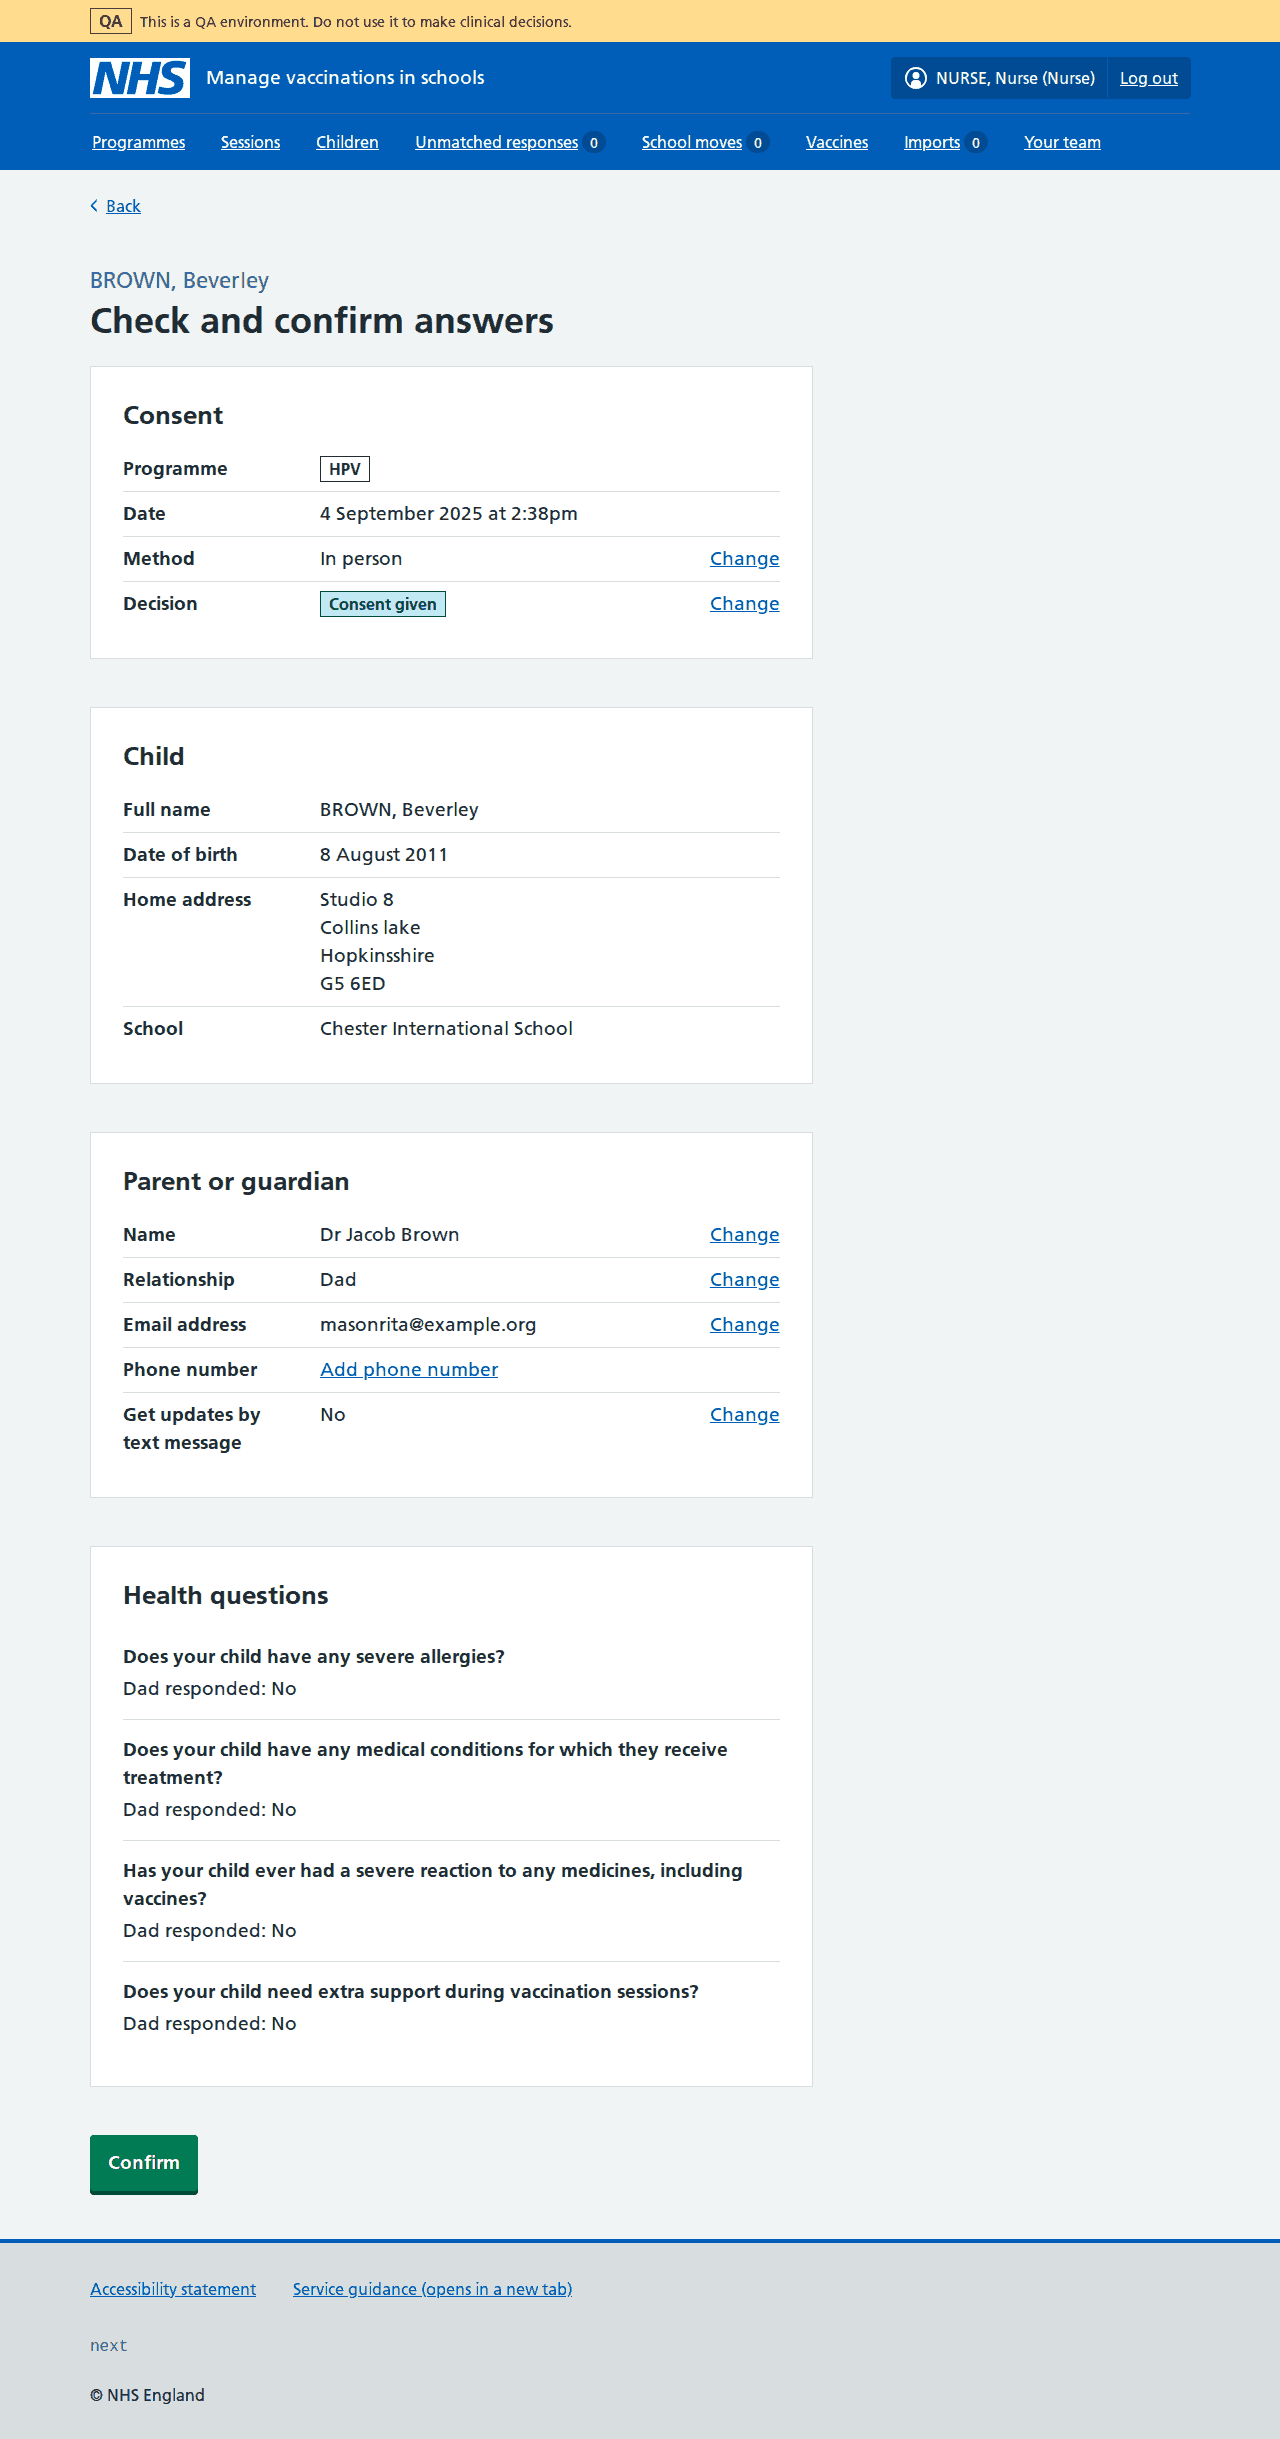 QA This is a QA environment. Do not use it to make clinical decisions.
NHS Manage vaccinations in schools NURSE, Nurse (Nurse) Log out
Programmes Sessions Children Unmatched responses 0 School moves 0 Vaccines Imports 0 Your team
Back
BROWN, Beverley
Check and confirm answers
Consent
Programme HPV
Date 4 September 2025 at 2:38pm
Method In person Change
Decision Consent given Change
Child
Full name BROWN, Beverley
Date of birth 8 August 2011
Home address Studio 8
Collins lake
Hopkinsshire
G5 6ED
School Chester International School
Parent or guardian
Name Dr Jacob Brown Change
Relationship Dad Change
Email address masonrita@example.org Change
Phone number Add phone number
Get updates by No Change
text message
Health questions
Does your child have any severe allergies?
Dad responded: No
Does your child have any medical conditions for which they receive
treatment?
Dad responded: No
Has your child ever had a severe reaction to any medicines, including
vaccines?
Dad responded: No
Does your child need extra support during vaccination sessions?
Dad responded: No
Confirm
Accessibility statement Service guidance (opens in a new tab)
next
© NHS England